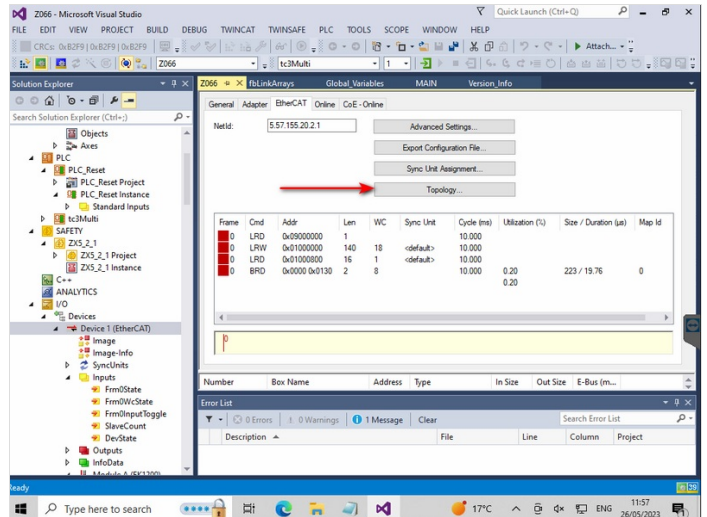 Z066 - Microsoft Visual Studio
Quick Launch (Ctrl+Q)
FILE EDIT VIEW PROJECT BUILD DEBUG TWINCAT TWINSAFE PLC TOOLS SCOPE WINDOW HELP
CRCs: 0xB2F9 | 0xB2F9 | 0xB2F9
Attach...
Z066
tc3Multi
1
Solution Explorer
Search Solution Explorer (Ctrl+;)
Objects
Axes
PLC
PLC_Reset
PLC_Reset Project
PLC_Reset Instance
Standard Inputs
tc3Multi
SAFETY
ZX5_2_1
ZX5_2_1 Project
ZX5_2_1 Instance
C++
ANALYTICS
I/O
Devices
Device 1 (EtherCAT)
Image
Image-Info
SyncUnits
Inputs
Frm0State
Frm0WcState
Frm0InputToggle
SlaveCount
DevState
Outputs
InfoData
Module A (EK1200)
Z066 fbLinkArrays Global_Variables MAIN Version_Info
General Adapter EtherCAT Online CoE - Online
NetId: 5.57.155.20.2.1
Advanced Settings...
Export Configuration File...
Sync Unit Assignment...
Topology...
Frame Cmd Addr Len WC Sync Unit Cycle (ms) Utilization (%) Size / Duration (µs) Map Id
0 LRD 0x09000000 1 10.000
0 LRW 0x01000000 140 18 <default> 10.000
0 LRD 0x01000800 16 1 <default> 10.000
0 BRD 0x0000 0x0130 2 8 10.000 0.20 223 / 19.76 0
0.20
0
Number Box Name Address Type In Size Out Size E-Bus (m...
Error List
0 Errors 0 Warnings 1 Message Clear
Search Error List
Description File Line Column Project
Ready
39
Type here to search
17°C
ENG
11:57
26/05/2023